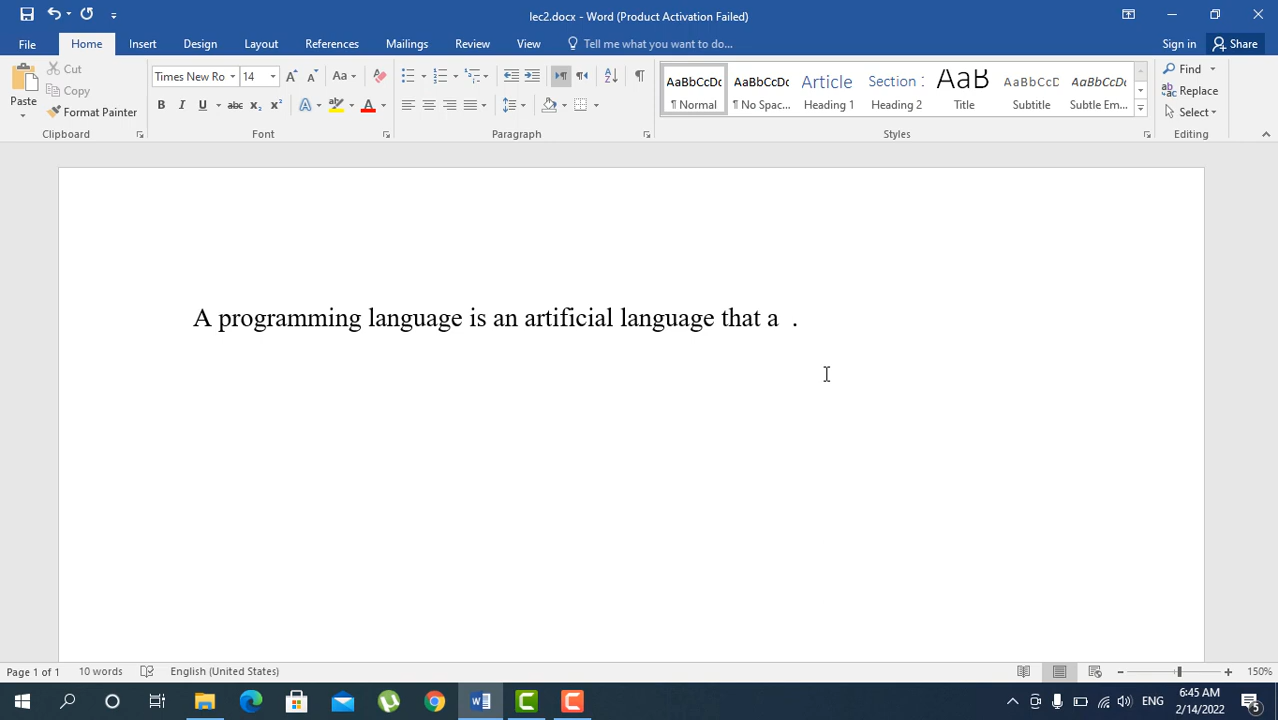 lec2.docx - Word (Product Activation Failed)
File Home Insert Design Layout References Mailings Review View Tell me what you want to do... Sign in Share
Paste Cut Copy Format Painter
Clipboard
Times New Ro 14 Aa
B I U abc x₂ x² A A
Font
Paragraph
AaBbCcDc AaBbCcDc Article Section AaB AaBbCcD AaBbCcDc
¶ Normal ¶ No Spac... Heading 1 Heading 2 Title Subtitle Subtle Em...
Styles
Find
Replace
Select
Editing
A programming language is an artificial language that a .
Page 1 of 1 10 words English (United States) 150%
ENG 6:45 AM
2/14/2022 5